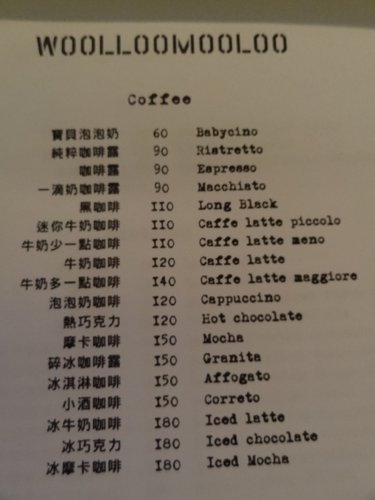 WOOLLOOMOOLOO
Coffee
寶貝泡泡奶 60 Babycino
純粹咖啡露 90 Ristretto
咖啡露 90 Espresso
一滴奶咖啡露 90 Macchiato
黑咖啡 110 Long Black
迷你牛奶咖啡 110 Caffe latte piccolo
牛奶少一點咖啡 110 Caffe latte meno
牛奶咖啡 120 Caffe latte
牛奶多一點咖啡 140 Caffe latte maggiore
泡泡奶咖啡 120 Cappuccino
熱巧克力 120 Hot chocolate
摩卡咖啡 150 Mocha
碎冰咖啡露 150 Granita
冰淇淋咖啡 150 Affogato
小酒咖啡 150 Correto
冰牛奶咖啡 180 Iced latte
冰巧克力 180 Iced chocolate
冰摩卡咖啡 180 Iced Mocha